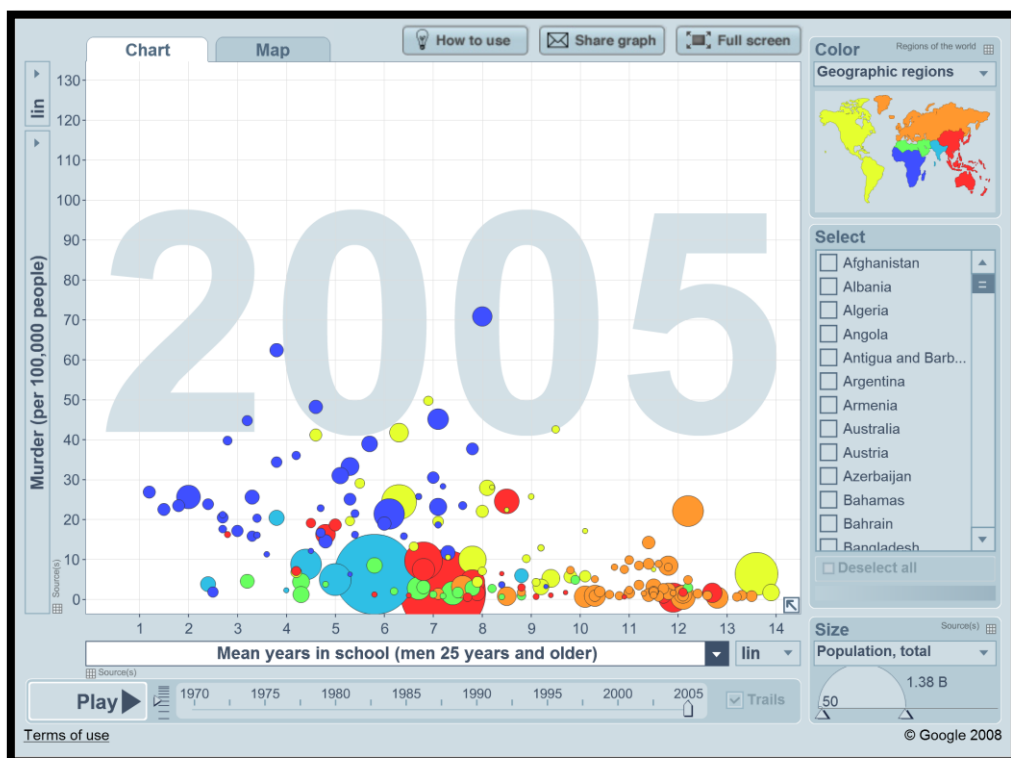 Chart
Map
How to use
Share graph
Full screen
lin
Murder (per 100,000 people)
Source(s)
130
120
110
100
90
80
70
60
50
40
30
20
10
0
2005
1 2 3 4 5 6 7 8 9 10 11 12 13 14
Mean years in school (men 25 years and older)
lin
Source(s)
Play
1970 1975 1980 1985 1990 1995 2000 2005
Trails
Color
Regions of the world
Geographic regions
Select
Afghanistan
Albania
Algeria
Angola
Antigua and Barb...
Argentina
Armenia
Australia
Austria
Azerbaijan
Bahamas
Bahrain
Bangladesh
Deselect all
Size
Source(s)
Population, total
1.38 B
50
Terms of use
© Google 2008